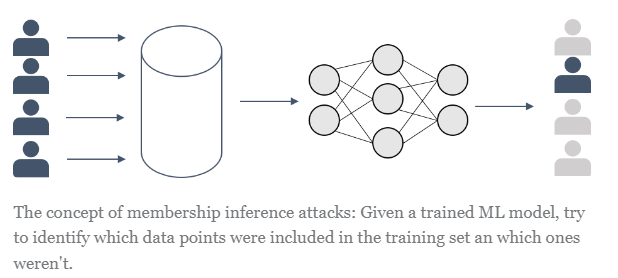 The concept of membership inference attacks: Given a trained ML model, try
to identify which data points were included in the training set an which ones
weren't.